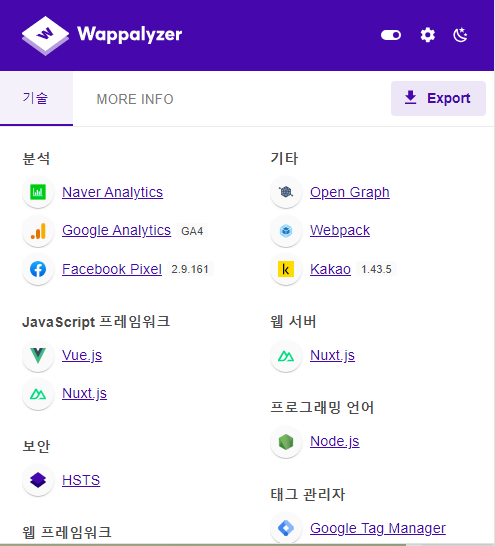 Wappalyzer
기술
MORE INFO
Export
분석
Naver Analytics
Google Analytics GA4
Facebook Pixel 2.9.161
JavaScript 프레임워크
Vue.js
Nuxt.js
보안
HSTS
웹 프레임워크
기타
Open Graph
Webpack
Kakao 1.43.5
웹 서버
Nuxt.js
프로그래밍 언어
Node.js
태그 관리자
Google Tag Manager